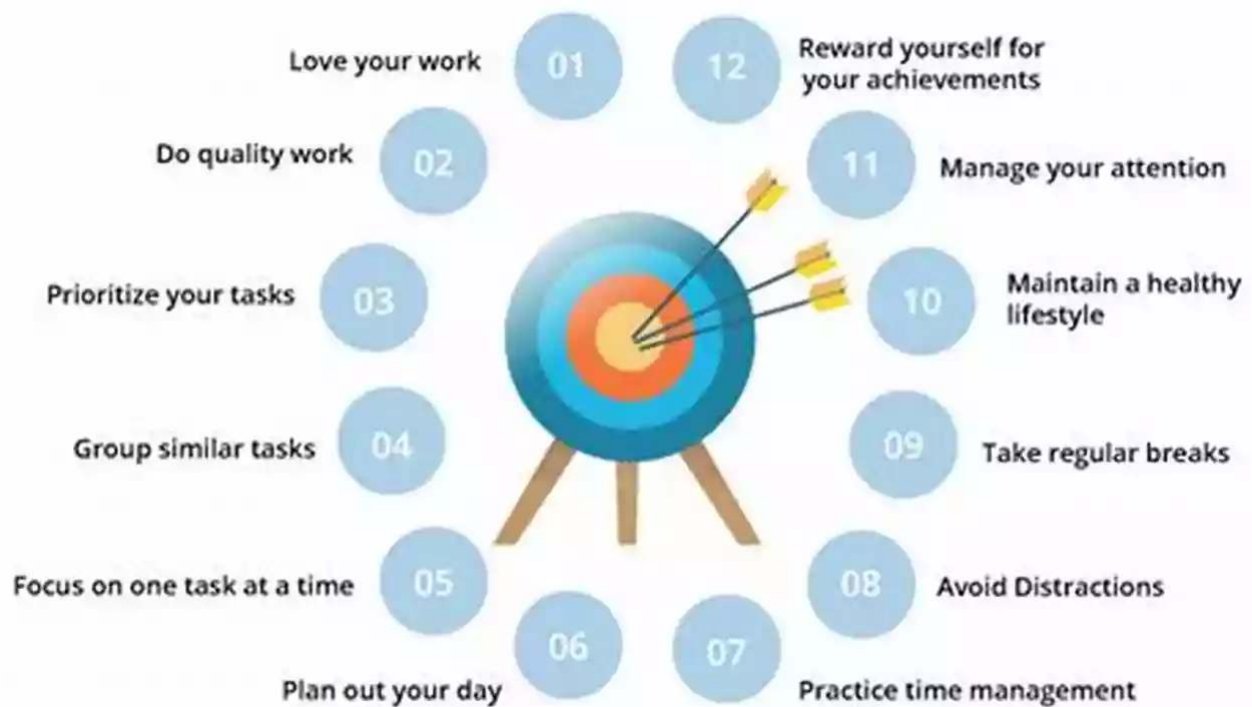 01
Love your work
02
Do quality work
03
Prioritize your tasks
04
Group similar tasks
05
Focus on one task at a time
06
Plan out your day
07
Practice time management
08
Avoid Distractions
09
Take regular breaks
10
Maintain a healthy
lifestyle
11
Manage your attention
12
Reward yourself for
your achievements